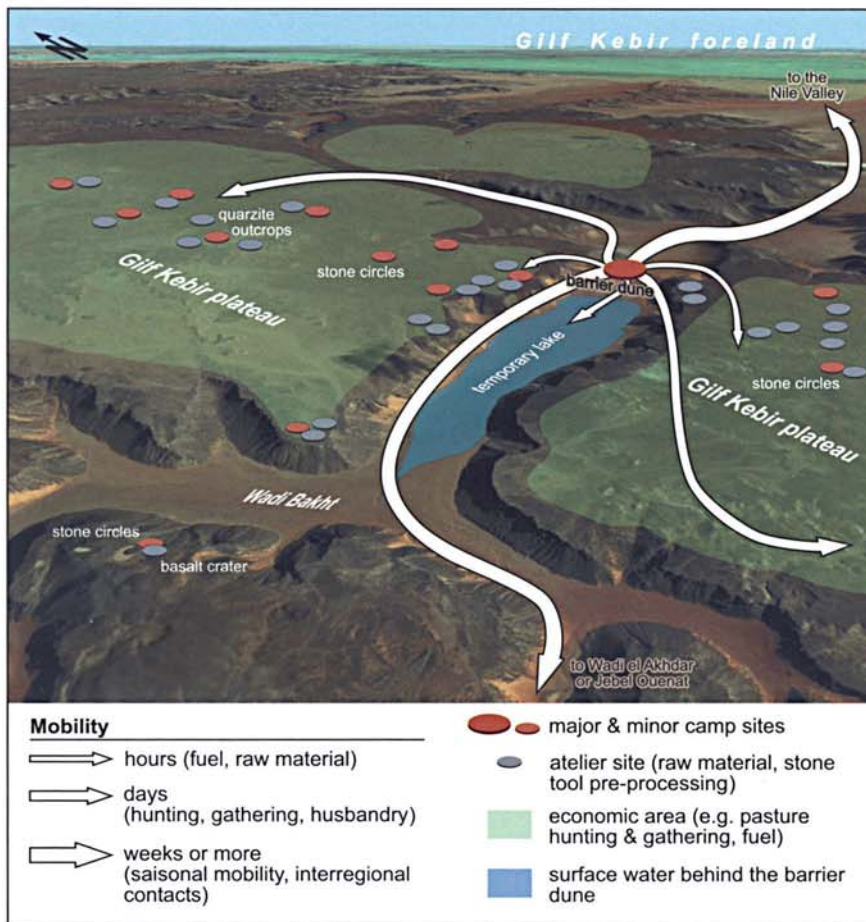 N
Gilf Kebir foreland
to the
Nile Valley
quarzite
outcrops
stone circles
Gilf Kebir plateau
barrier dune
temporary lake
stone circles
Gilf Kebir plateau
Wadi Bakht
stone circles
basalt crater
to Wadi el Akhdar
or Jebel Ouenat
Mobility
hours (fuel, raw material)
days
(hunting, gathering, husbandry)
weeks or more
(saisonal mobility, interregional
contacts)
major & minor camp sites
atelier site (raw material, stone
tool pre-processing)
economic area (e.g. pasture
hunting & gathering, fuel)
surface water behind the barrier
dune